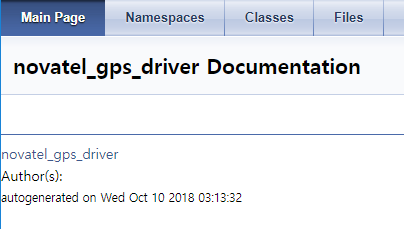 Main Page Namespaces Classes Files
novatel_gps_driver Documentation
novatel_gps_driver
Author(s):
autogenerated on Wed Oct 10 2018 03:13:32